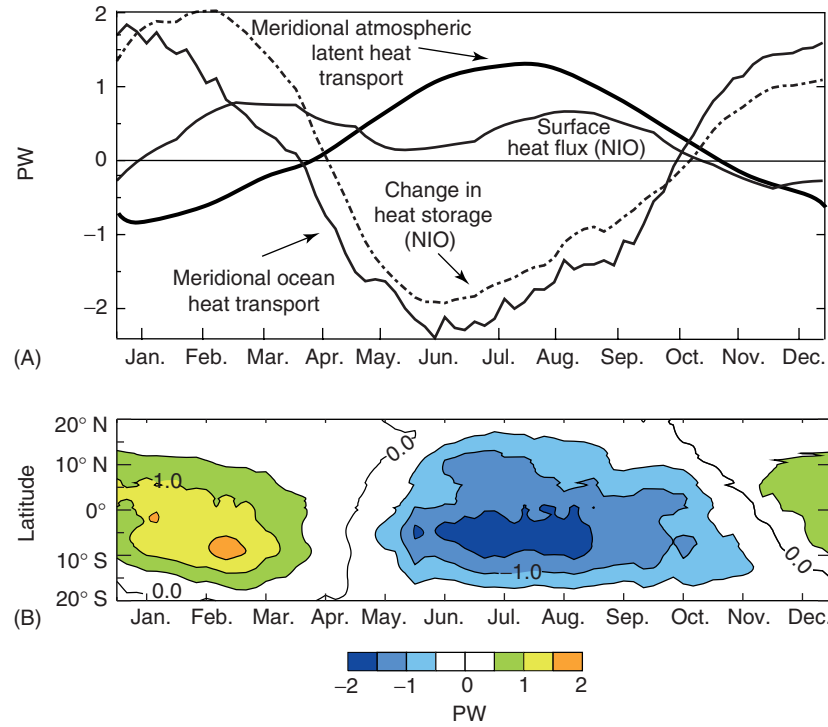 2
Meridional atmospheric
latent heat
transport
1
Surface
heat flux (NIO)
PW
0
Change in
heat storage
(NIO)
−1
Meridional ocean
heat transport
−2
(A)
Jan. Feb. Mar. Apr. May. Jun. Jul. Aug. Sep. Oct. Nov. Dec.
20° N
0.0
10° N
1.0
Latitude
0°
10° S
0.0
1.0
0.0
20° S
(B)
Jan. Feb. Mar. Apr. May. Jun. Jul. Aug. Sep. Oct. Nov. Dec.
−2 −1 0 1 2
PW